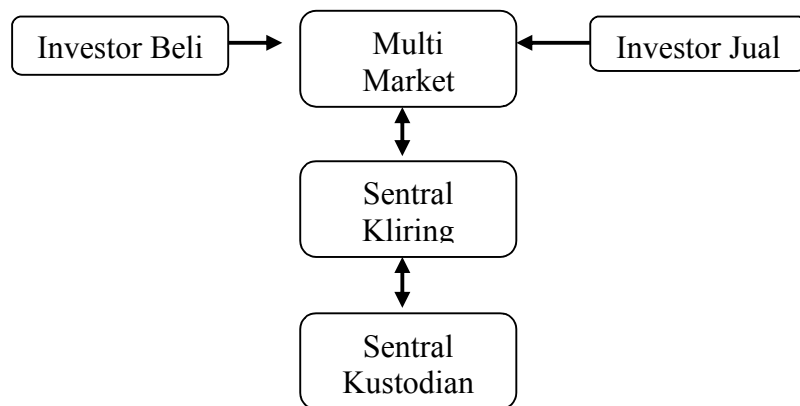 Investor Beli
Multi
Market
Investor Jual
Sentral
Kliring
Sentral
Kustodian